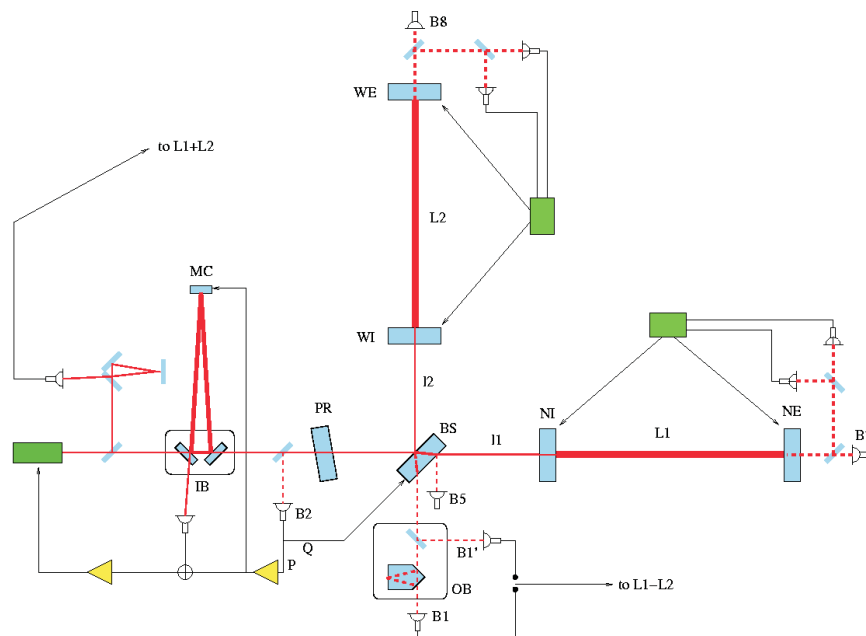 B8
WE
to L1+L2
L2
MC
WI
l2
PR
BS
NI
NE
L1
l1
IB
B2
B5
Q
P
B1'
OB
to L1−L2
B1